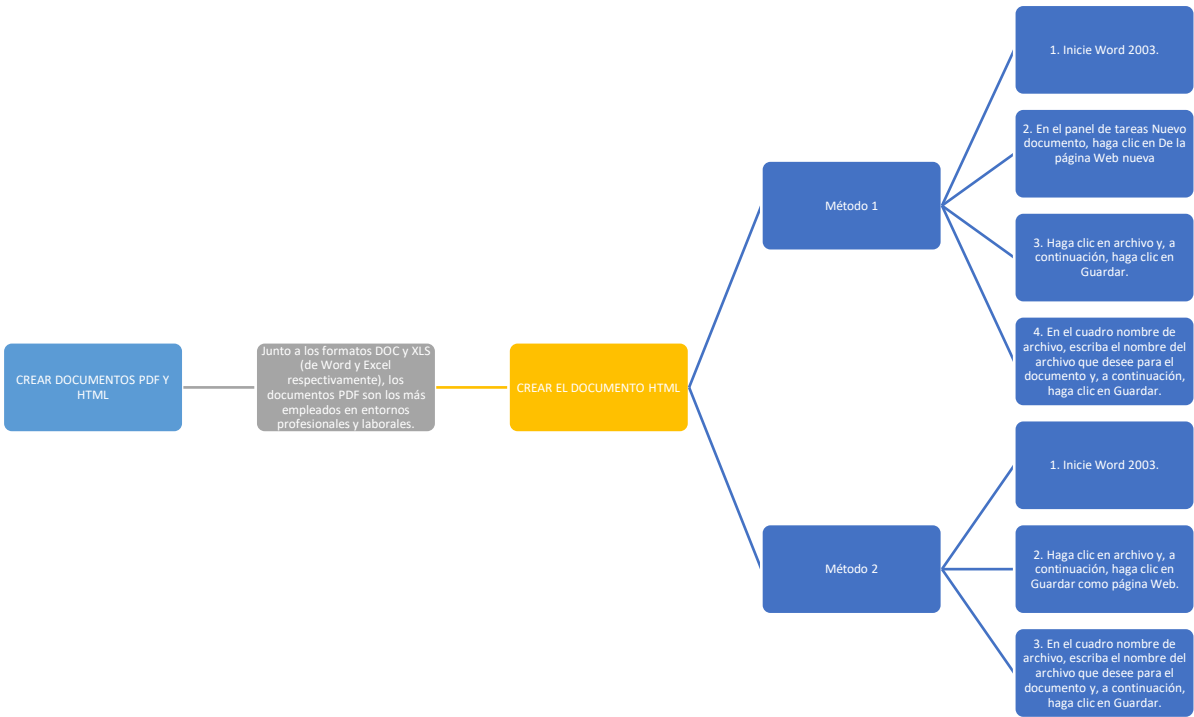 CREAR DOCUMENTOS PDF Y
HTML
Junto a los formatos DOC y XLS
(de Word y Excel
respectivamente), los
documentos PDF son los más
empleados en entornos
profesionales y laborales.
CREAR EL DOCUMENTO HTML
Método 1
1. Inicie Word 2003.
2. En el panel de tareas Nuevo
documento, haga clic en De la
página Web nueva
3. Haga clic en archivo y, a
continuación, haga clic en
Guardar.
4. En el cuadro nombre de
archivo, escriba el nombre del
archivo que desee para el
documento y, a continuación,
haga clic en Guardar.
Método 2
1. Inicie Word 2003.
2. Haga clic en archivo y, a
continuación, haga clic en
Guardar como página Web.
3. En el cuadro nombre de
archivo, escriba el nombre del
archivo que desee para el
documento y, a continuación,
haga clic en Guardar.